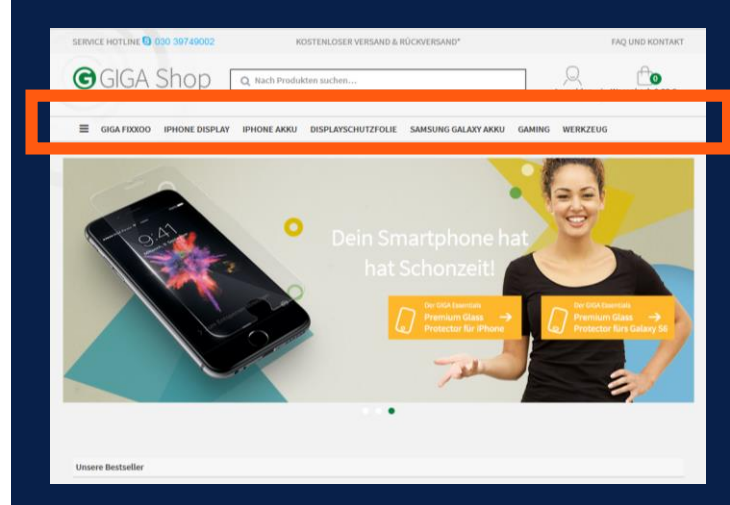 SERVICE HOTLINE 030 39749002
KOSTENLOSER VERSAND & RÜCKVERSAND*
FAQ UND KONTAKT
G GIGA Shop
Nach Produkten suchen...
0
GIGA FIXXOO IPHONE DISPLAY IPHONE AKKU DISPLAYSCHUTZFOLIE SAMSUNG GALAXY AKKU GAMING WERKZEUG
9:41
Dein Smartphone hat
hat Schonzeit!
Der GIGA Essentials
Premium Glass
Protector für iPhone
Der GIGA Essentials
Premium Glass
Protector fürs Galaxy S6
Unsere Bestseller